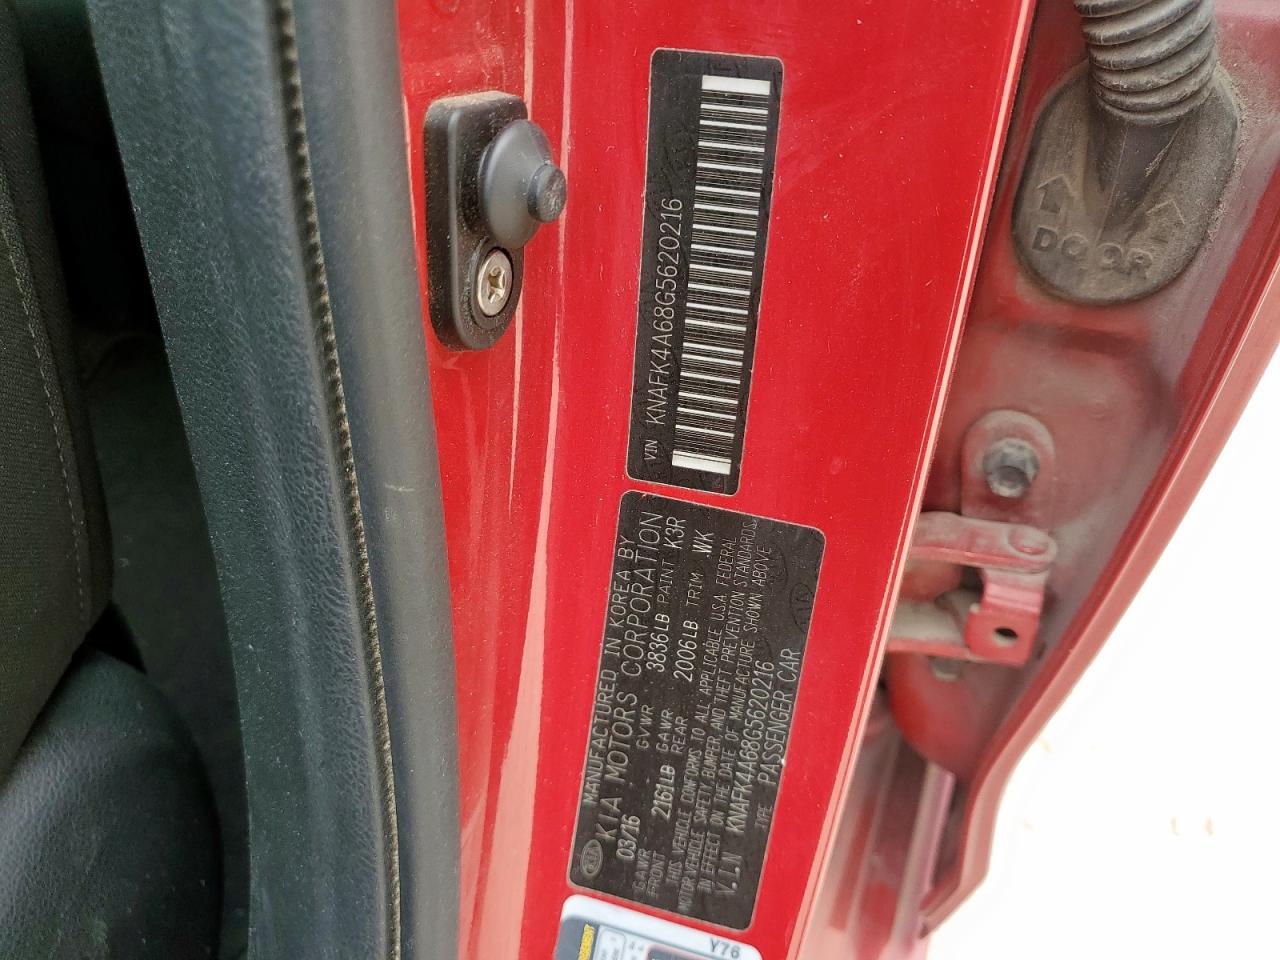 VIN KNAFK4A68G5620216
MANUFACTURED IN KOREA BY
KIA KIA MOTORS CORPORATION
03/16 GVWR 3836LB PAINT K3R
GAWR FRONT 2161LB GAWR REAR 2006LB TRIM WK
THIS VEHICLE CONFORMS TO ALL APPLICABLE U.S.A. FEDERAL
MOTOR VEHICLE SAFETY, BUMPER, AND THEFT PREVENTION STANDARDS
IN EFFECT ON THE DATE OF MANUFACTURE SHOWN ABOVE.
V.I.N KNAFK4A68G5620216
TYPE PASSENGER CAR
DOOR
Y76